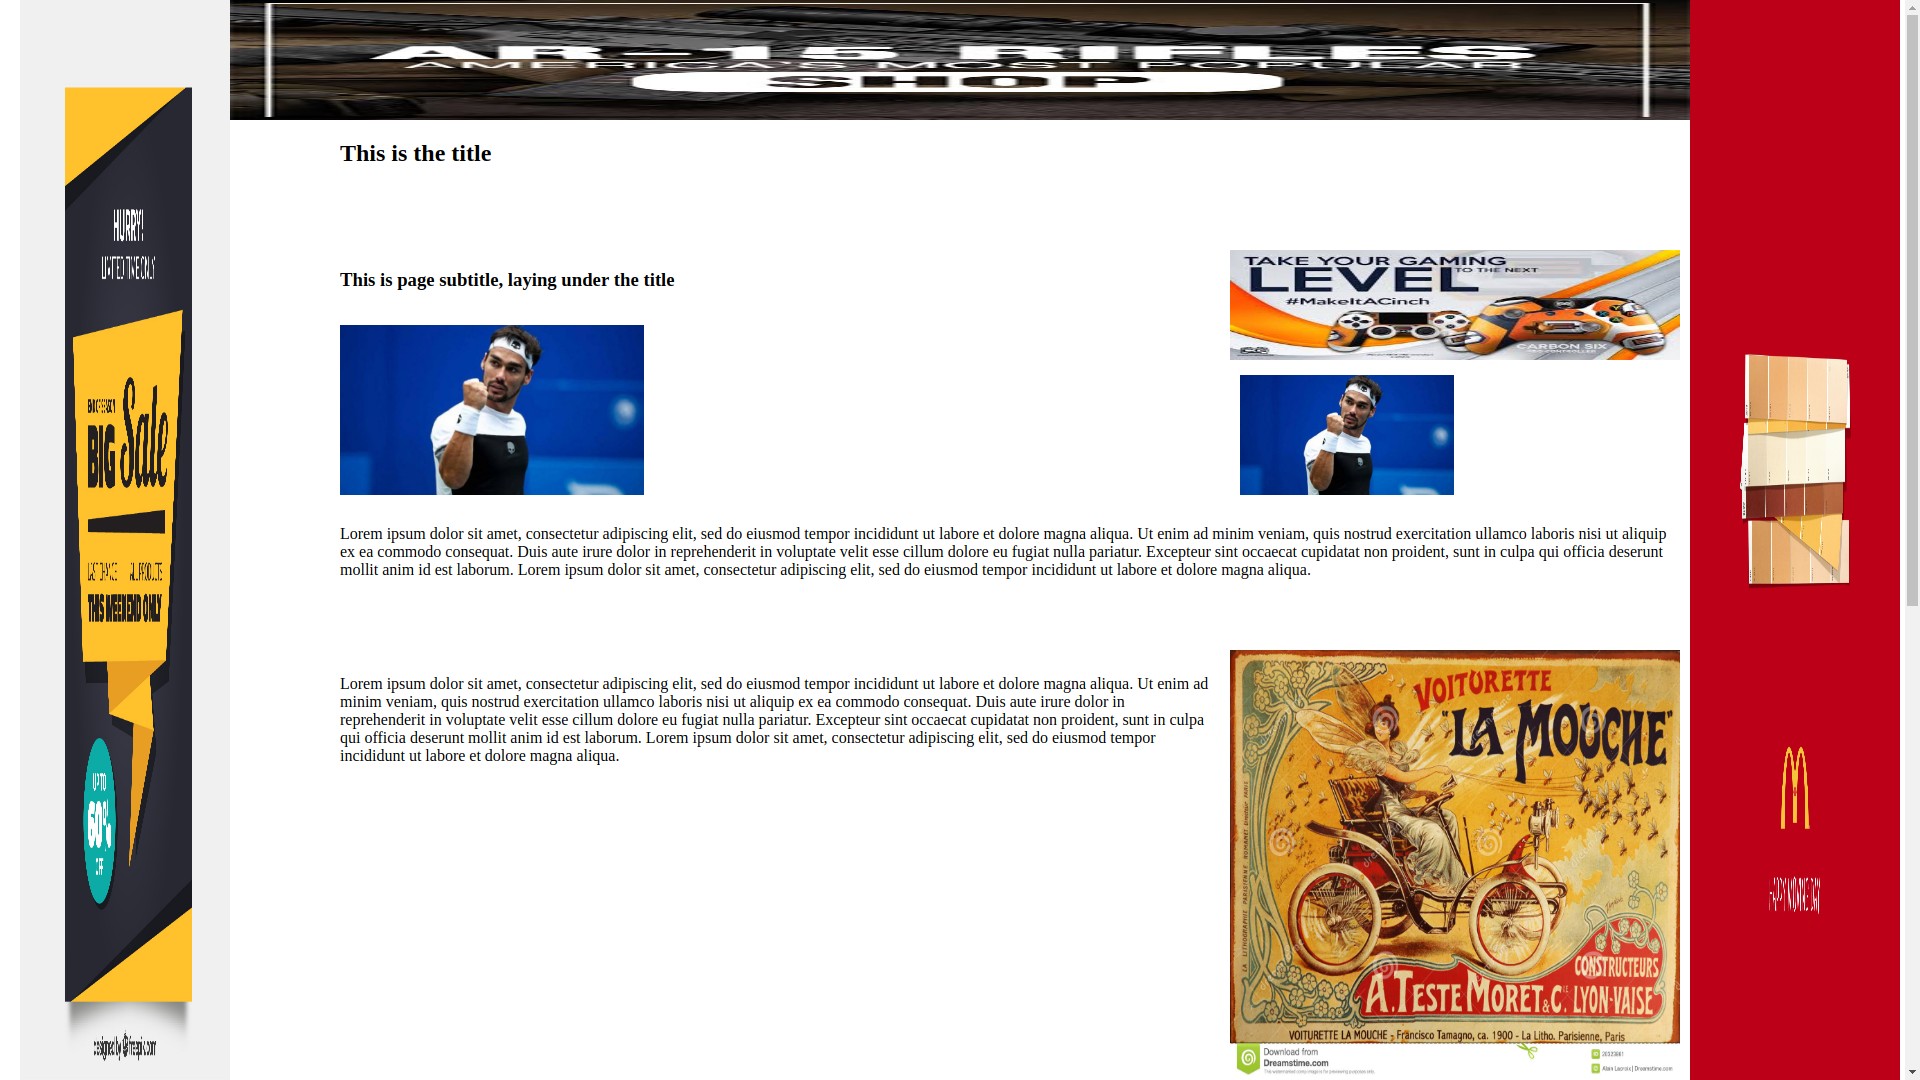 AR-15 RIFLES
AMERICA'S MOST POPULAR
SHOP
This is the title
HURRY!
LIMITED TIME ONLY
END OF SEASON
BIG Sale
LAST CHANCE ALL PRODUCTS
THIS WEEKEND ONLY
UP TO
60%
OFF
designed by freepik.com
This is page subtitle, laying under the title
TAKE YOUR GAMING
LEVEL TO THE NEXT
#MakeItACinch
CARBON SIX
Lorem ipsum dolor sit amet, consectetur adipiscing elit, sed do eiusmod tempor incididunt ut labore et dolore magna aliqua. Ut enim ad minim veniam, quis nostrud exercitation ullamco laboris nisi ut aliquip
ex ea commodo consequat. Duis aute irure dolor in reprehenderit in voluptate velit esse cillum dolore eu fugiat nulla pariatur. Excepteur sint occaecat cupidatat non proident, sunt in culpa qui officia deserunt
mollit anim id est laborum. Lorem ipsum dolor sit amet, consectetur adipiscing elit, sed do eiusmod tempor incididunt ut labore et dolore magna aliqua.
Lorem ipsum dolor sit amet, consectetur adipiscing elit, sed do eiusmod tempor incididunt ut labore et dolore magna aliqua. Ut enim ad
minim veniam, quis nostrud exercitation ullamco laboris nisi ut aliquip ex ea commodo consequat. Duis aute irure dolor in
reprehenderit in voluptate velit esse cillum dolore eu fugiat nulla pariatur. Excepteur sint occaecat cupidatat non proident, sunt in culpa
qui officia deserunt mollit anim id est laborum. Lorem ipsum dolor sit amet, consectetur adipiscing elit, sed do eiusmod tempor
incididunt ut labore et dolore magna aliqua.
VOITURETTE
"LA MOUCHE"
CONSTRUCTEURS
A. TESTE MORET & Cie LYON-VAISE
VOITURETTE LA MOUCHE - Francisco Tamagno, ca. 1900 - La Litho. Parisienne, Paris
Download from
Dreamstime.com